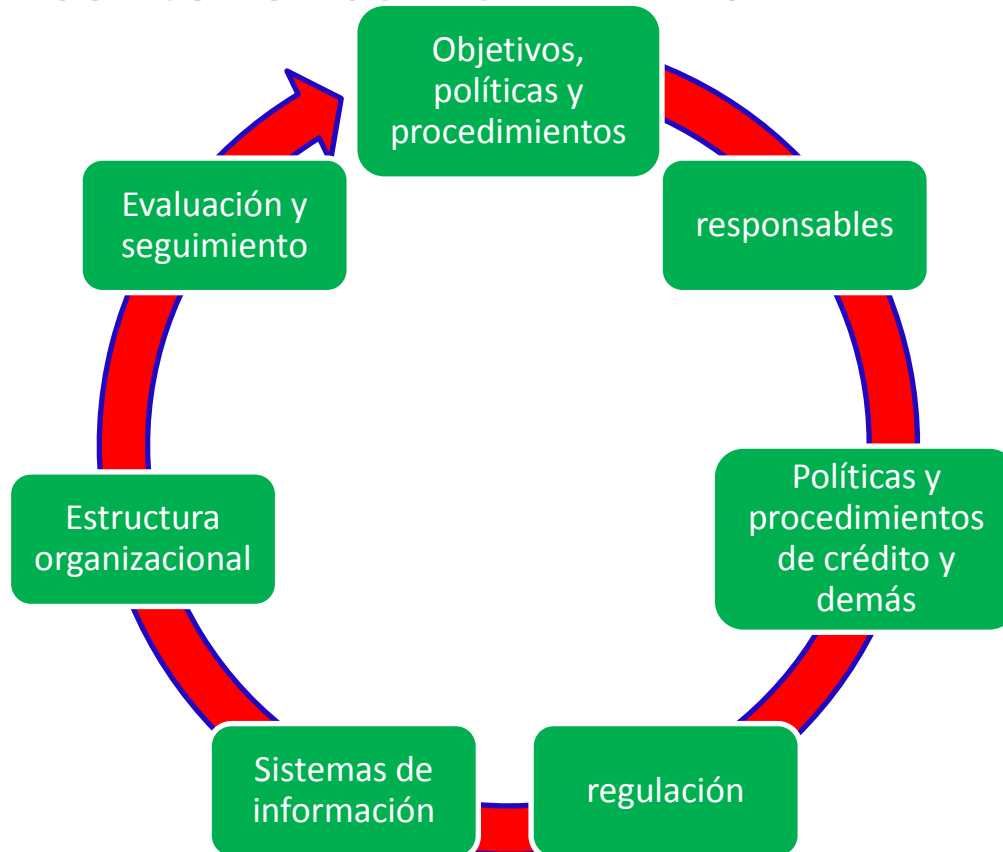 Objetivos,
políticas y
procedimientos
responsables
Políticas y
procedimientos
de crédito y
demás
regulación
Sistemas de
información
Estructura
organizacional
Evaluación y
seguimiento